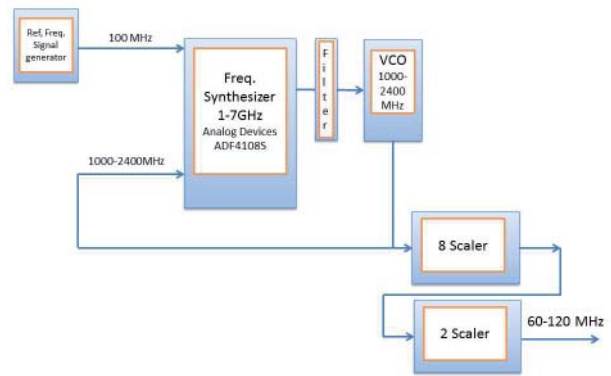 Ref, Freq.
Signal
generator
100 MHz
Freq.
Synthesizer
1-7GHz
Analog Devices
ADF4108S
Filter
VCO
1000-
2400
MHz
1000-2400MHz
8 Scaler
2 Scaler
60-120 MHz